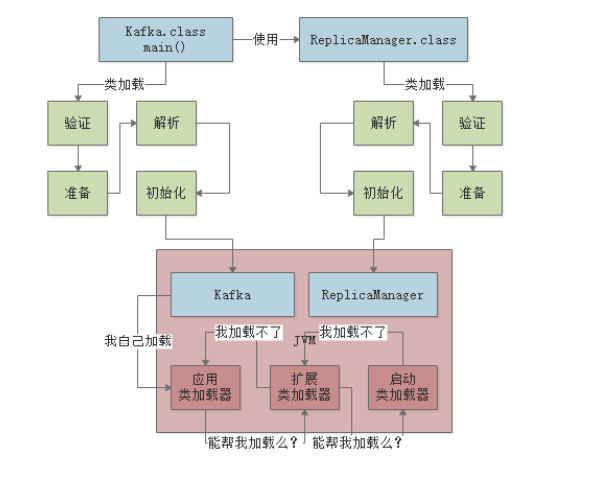 Kafka.class
main()
使用
ReplicaManager.class
类加载
类加载
验证
解析
解析
验证
准备
初始化
初始化
准备
Kafka
ReplicaManager
我自己加载
我加载不了
我加载不了
JVM
应用
类加载器
扩展
类加载器
启动
类加载器
能帮我加载么？
能帮我加载么？